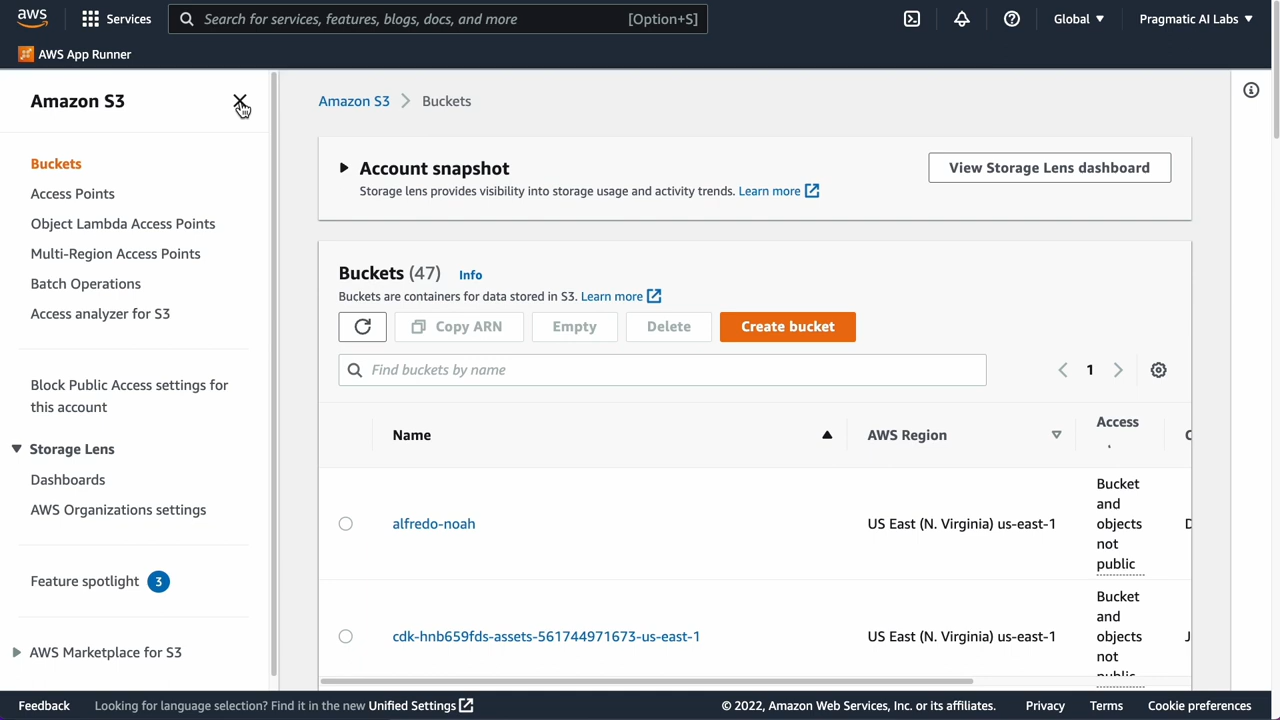 aws
Services
Search for services, features, blogs, docs, and more
[Option+S]
Global
Pragmatic AI Labs
AWS App Runner
Amazon S3
Buckets
Access Points
Object Lambda Access Points
Multi-Region Access Points
Batch Operations
Access analyzer for S3
Block Public Access settings for
this account
Storage Lens
Dashboards
AWS Organizations settings
Feature spotlight 3
AWS Marketplace for S3
Amazon S3 > Buckets
Account snapshot
Storage lens provides visibility into storage usage and activity trends. Learn more
View Storage Lens dashboard
Buckets (47) Info
Buckets are containers for data stored in S3. Learn more
Copy ARN
Empty
Delete
Create bucket
Find buckets by name
1
Name
AWS Region
Access
alfredo-noah
US East (N. Virginia) us-east-1
Bucket
and
objects
not
public
cdk-hnb659fds-assets-561744971673-us-east-1
US East (N. Virginia) us-east-1
Bucket
and
objects
not
public
Feedback
Looking for language selection? Find it in the new Unified Settings
© 2022, Amazon Web Services, Inc. or its affiliates.
Privacy
Terms
Cookie preferences